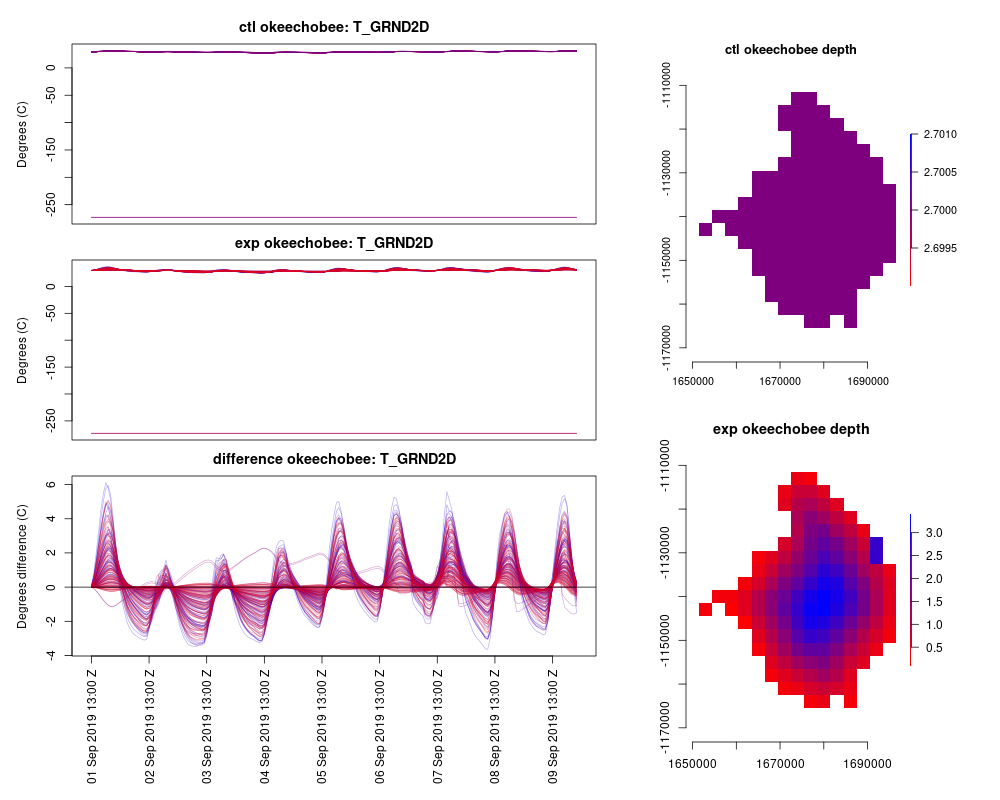 ctl okeechobee: T_GRND2D
Degrees (C)
0
-50
-150
-250
exp okeechobee: T_GRND2D
Degrees (C)
0
-50
-150
-250
difference okeechobee: T_GRND2D
Degrees difference (C)
6
4
2
0
-2
-4
01 Sep 2019 13:00 Z
02 Sep 2019 13:00 Z
03 Sep 2019 13:00 Z
04 Sep 2019 13:00 Z
05 Sep 2019 13:00 Z
06 Sep 2019 13:00 Z
07 Sep 2019 13:00 Z
08 Sep 2019 13:00 Z
09 Sep 2019 13:00 Z
ctl okeechobee depth
-1110000
-1130000
-1150000
-1170000
1650000 1670000 1690000
2.7010
2.7005
2.7000
2.6995
exp okeechobee depth
-1110000
-1130000
-1150000
-1170000
1650000 1670000 1690000
3.0
2.5
2.0
1.5
1.0
0.5